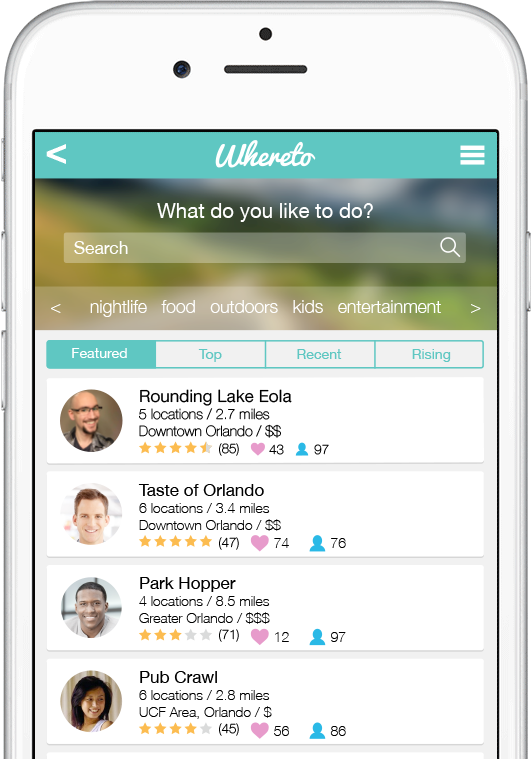 <
Whereto
What do you like to do?
Search
< nightlife food outdoors kids entertainment >
Featured Top Recent Rising
Rounding Lake Eola
5 locations / 2.7 miles
Downtown Orlando / $$
(85) 43 97
Taste of Orlando
6 locations / 3.4 miles
Downtown Orlando / $$
(47) 74 76
Park Hopper
4 locations / 8.5 miles
Greater Orlando / $$$
(71) 12 97
Pub Crawl
6 locations / 2.8 miles
UCF Area, Orlando / $
(45) 56 86